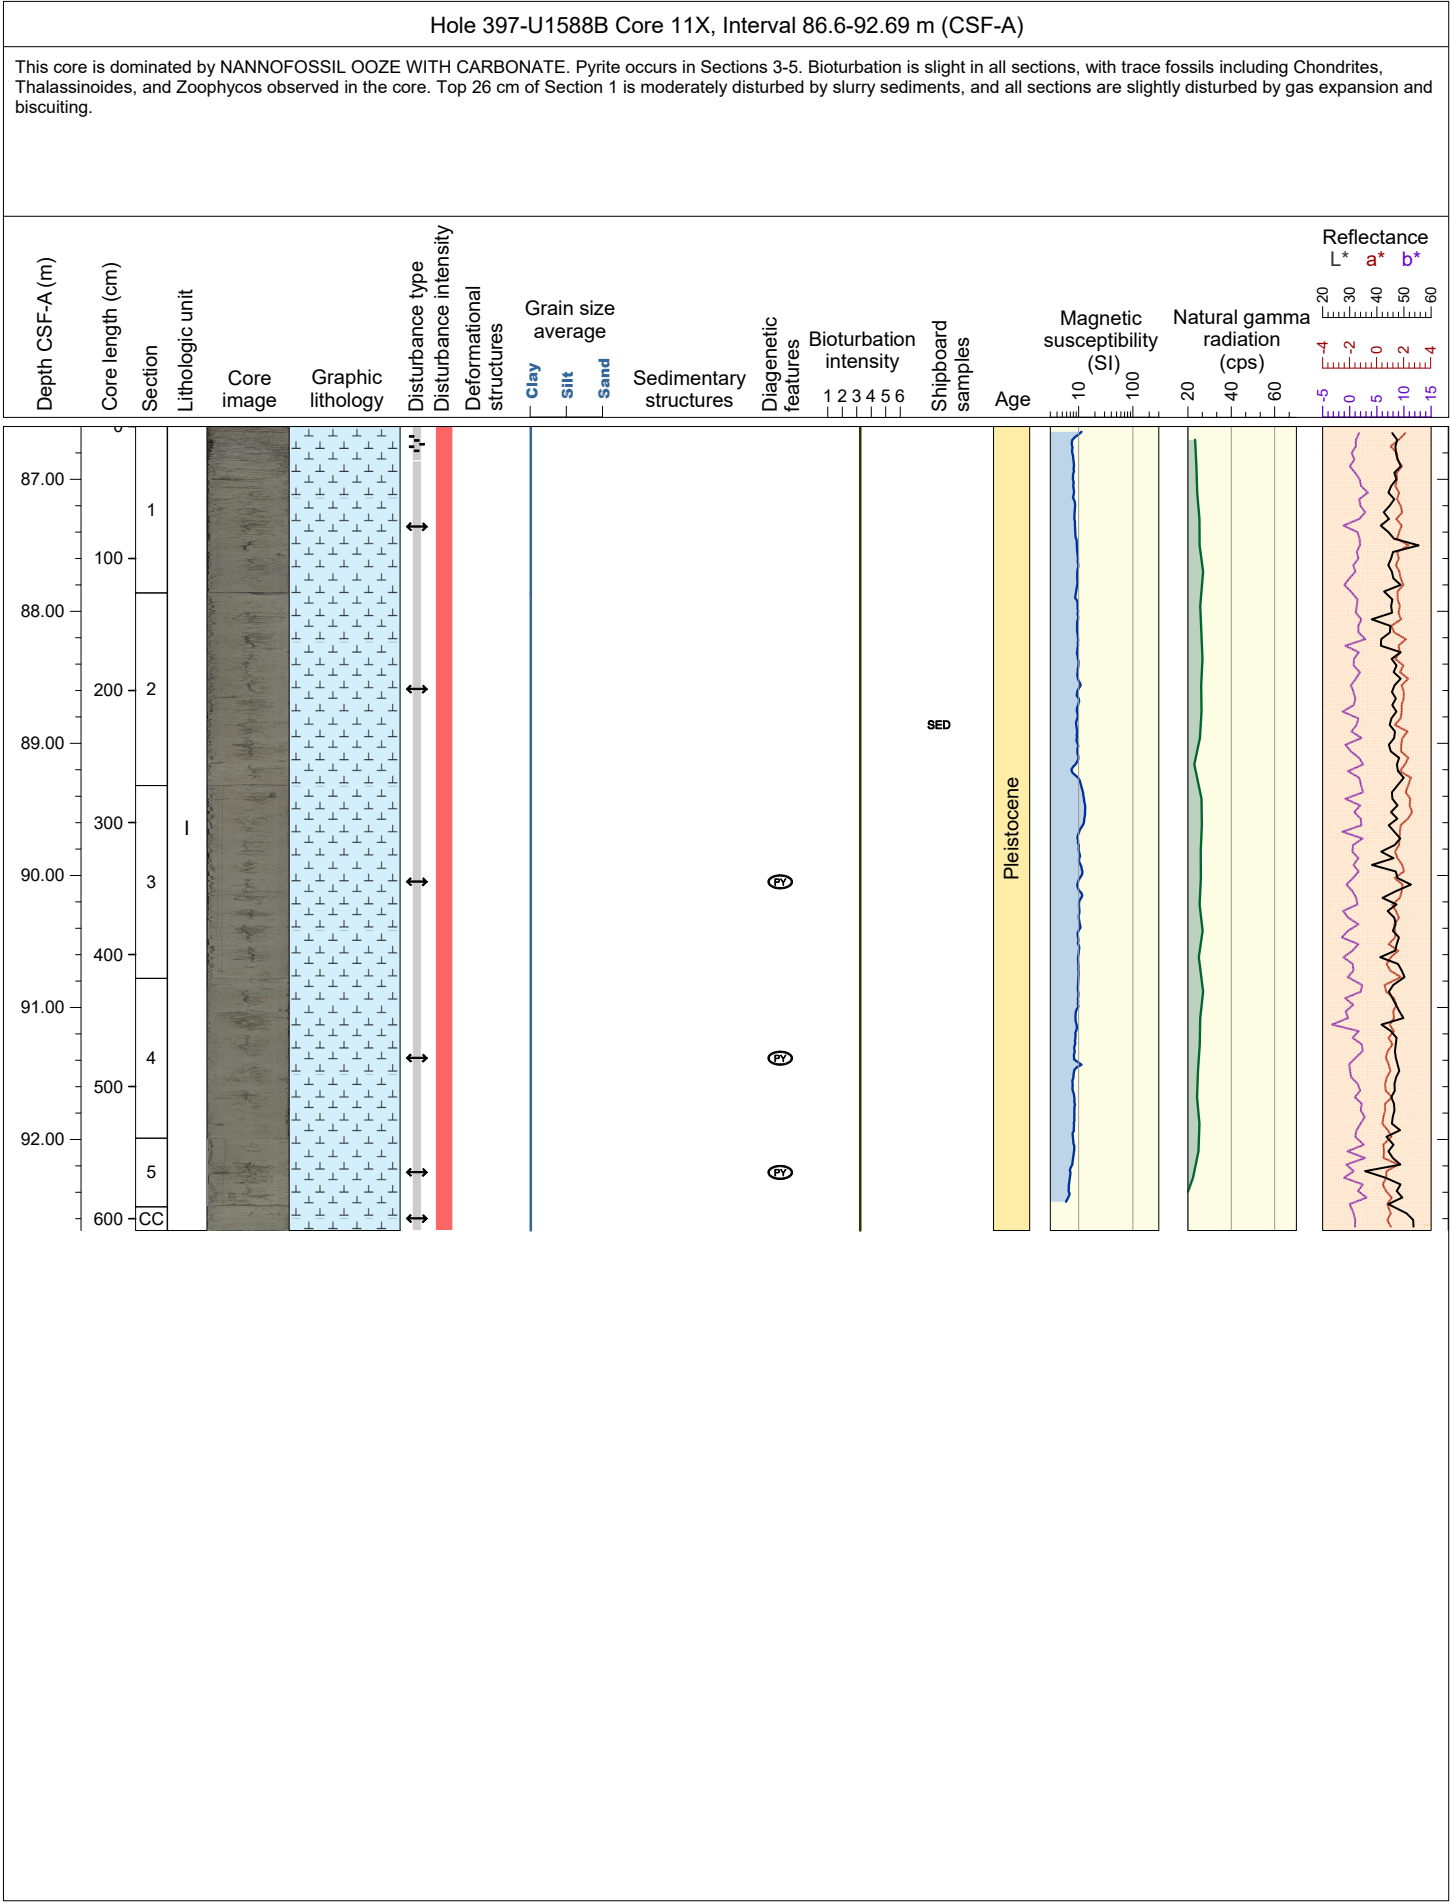 Hole 397-U1588B Core 11X, Interval 86.6-92.69 m (CSF-A)
This core is dominated by NANNOFOSSIL OOZE WITH CARBONATE. Pyrite occurs in Sections 3-5. Bioturbation is slight in all sections, with trace fossils including Chondrites,
Thalassinoides, and Zoophycos observed in the core. Top 26 cm of Section 1 is moderately disturbed by slurry sediments, and all sections are slightly disturbed by gas expansion and
biscuiting.
Depth CSF-A (m)
Core length (cm)
Section
Lithologic unit
Core
image
Graphic
lithology
Disturbance type
Disturbance intensity
Deformational
structures
Grain size
average
Clay
Silt
Sand
Sedimentary
structures
Diagenetic
features
Bioturbation
intensity
1 2 3 4 5 6
Shipboard
samples
Age
Magnetic
susceptibility
(SI)
10 100
Natural gamma
radiation
(cps)
20 40 60
Reflectance
L* a* b*
20 30 40 50 60
-4 -2 0 2 4
-5 0 5 10 15
0
87.00
1
100
88.00
200
2
SED
89.00
300
I
Pleistocene
90.00
3
PY
400
91.00
4
PY
500
92.00
5
PY
600
CC